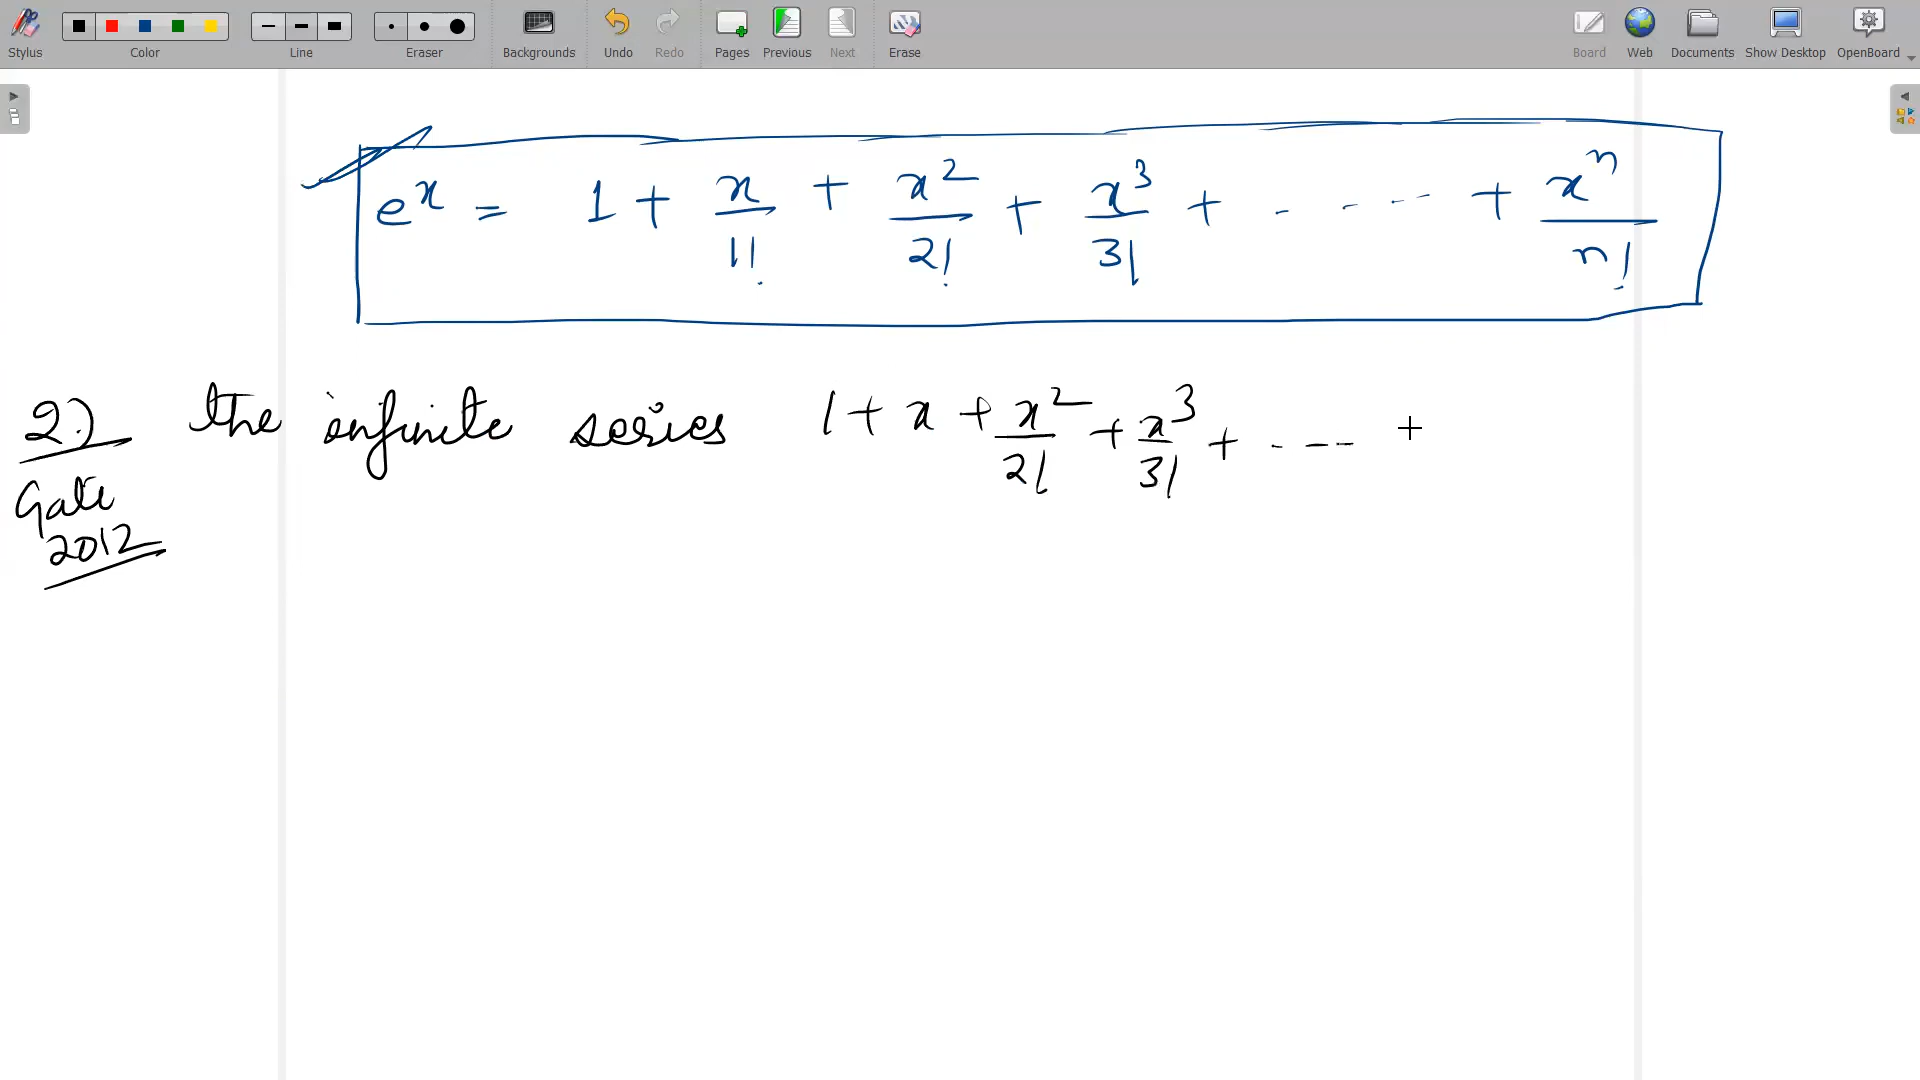 Stylus Color Line Eraser Backgrounds Undo Redo Pages Previous Next Erase Board Web Documents Show Desktop OpenBoard
e^x = 1 + x/1! + x^2/2! + x^3/3! + - - - - - + x^n/n!
2.) the infinite series 1 + x + x^2/2! + x^3/3! + - - - - +
Gate
2012